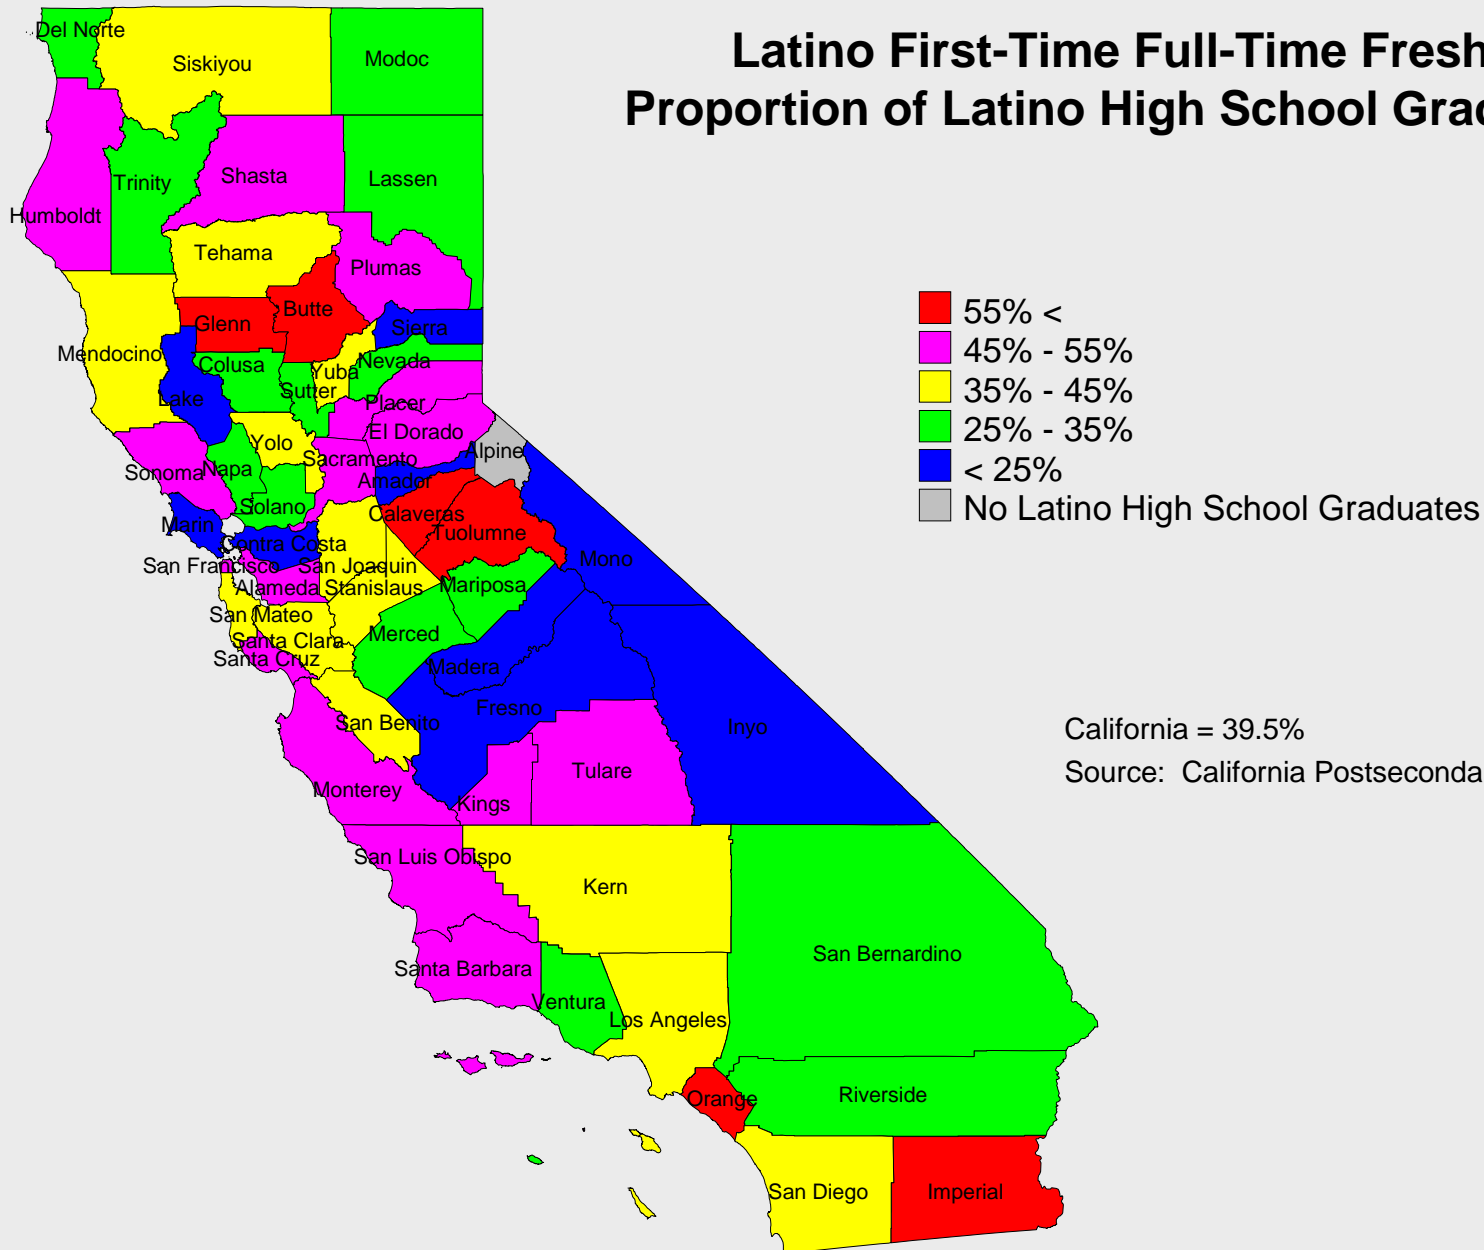 Latino First-Time Full-Time Fresh
Proportion of Latino High School Grad
Del Norte
Siskiyou
Modoc
Trinity
Shasta
Lassen
Humboldt
Tehama
Plumas
Butte
Glenn
Sierra
Mendocino
Colusa
Yuba
Nevada
Sutter
Lake
Placer
El Dorado
Yolo
Alpine
Sonoma
Napa
Sacramento
Amador
Solano
Calaveras
Marin
Tuolumne
Contra Costa
Mono
San Francisco
San Joaquin
Alameda
Stanislaus
Mariposa
San Mateo
Merced
Santa Clara
Santa Cruz
Madera
Fresno
San Benito
Inyo
Tulare
Monterey
Kings
San Luis Obispo
Kern
San Bernardino
Santa Barbara
Ventura
Los Angeles
Orange
Riverside
San Diego
Imperial
55% <
45% - 55%
35% - 45%
25% - 35%
< 25%
No Latino High School Graduates
California = 39.5%
Source: California Postseconda